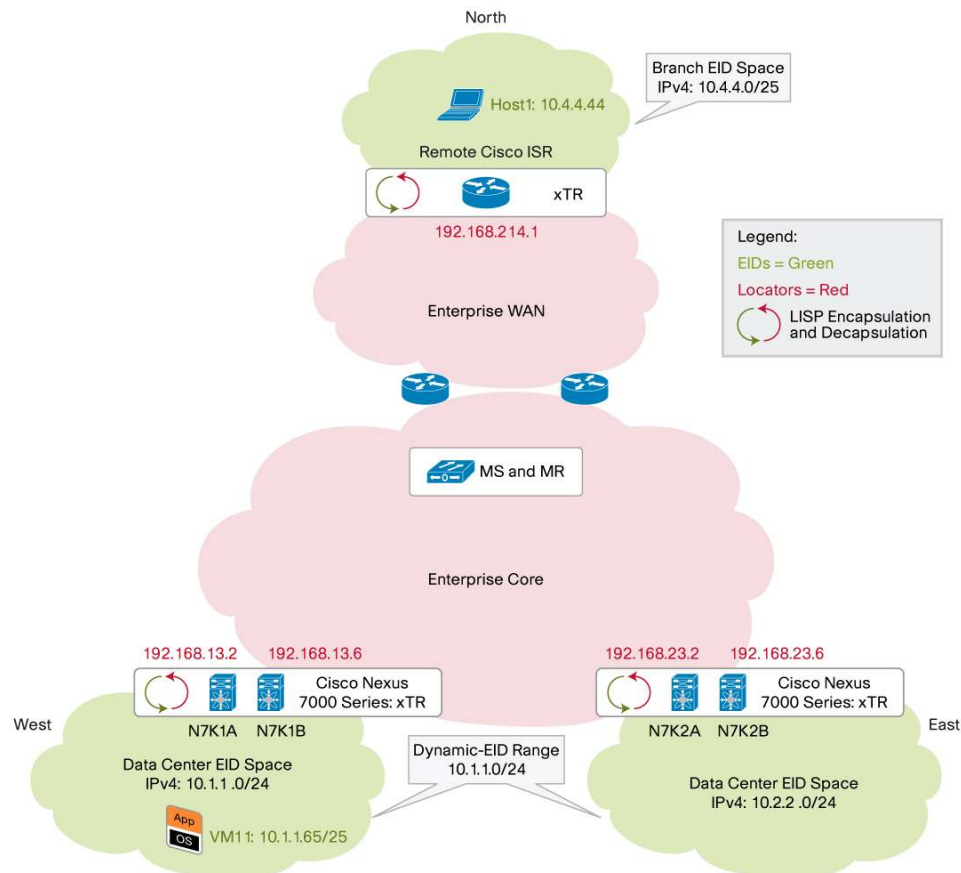 North
Branch EID Space
IPv4: 10.4.4.0/25
Host1: 10.4.4.44
Remote Cisco ISR
xTR
192.168.214.1
Legend:
EIDs = Green
Locators = Red
LISP Encapsulation
and Decapsulation
Enterprise WAN
MS and MR
Enterprise Core
192.168.13.2
192.168.13.6
192.168.23.2
192.168.23.6
Cisco Nexus
7000 Series: xTR
Cisco Nexus
7000 Series: xTR
West
N7K1A
N7K1B
N7K2A
N7K2B
East
Dynamic-EID Range
10.1.1.0/24
Data Center EID Space
IPv4: 10.1.1 .0/24
Data Center EID Space
IPv4: 10.2.2 .0/24
App
OS
VM11: 10.1.1.65/25